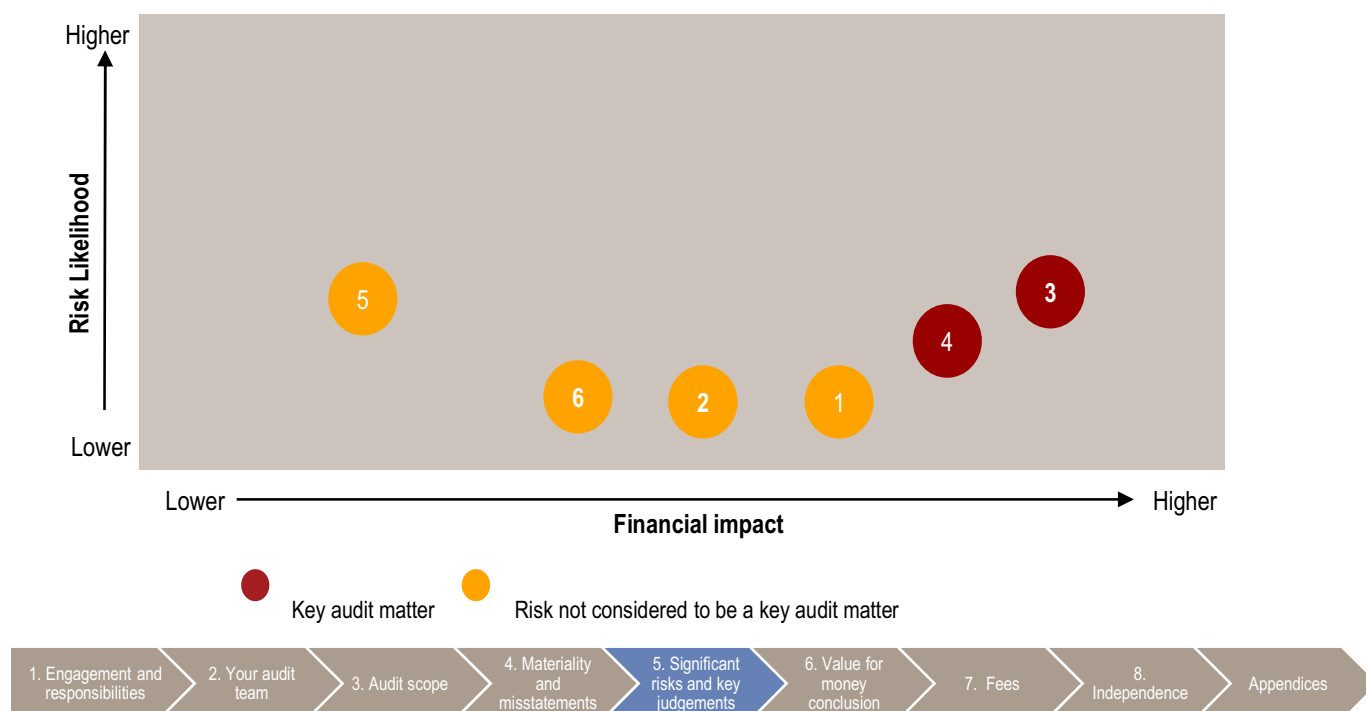 Higher
Risk Likelihood
5
3
4
6
2
1
Lower
Lower
Higher
Financial impact
Key audit matter
Risk not considered to be a key audit matter
1. Engagement and
responsibilities
2. Your audit
team
3. Audit scope
4. Materiality
and
misstatements
5. Significant
risks and key
judgements
6. Value for
money
conclusion
7. Fees
8.
Independence
Appendices